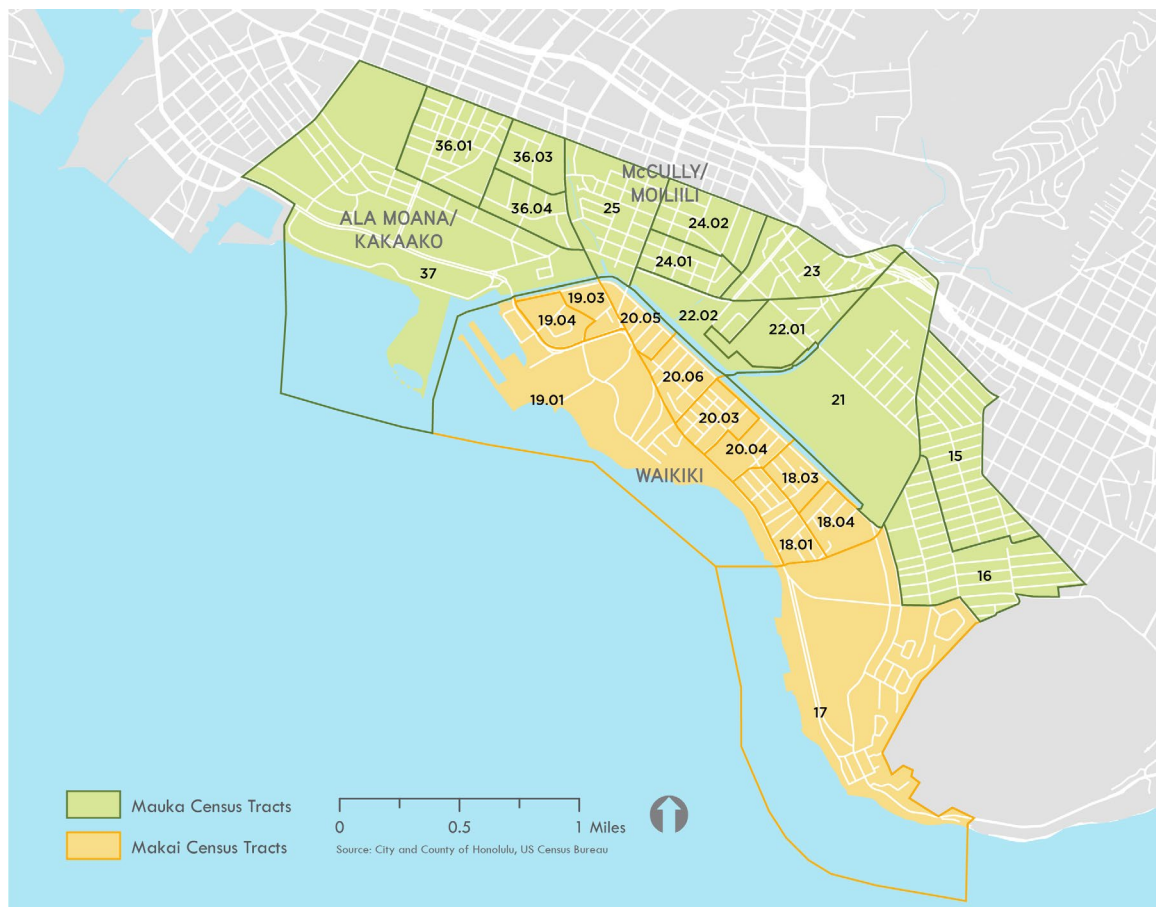 36.01
36.03
McCULLY/
MOILIILI
36.04
25
24.02
ALA MOANA/
KAKAAKO
24.01
23
37
19.03
19.04
20.05
22.02
22.01
20.06
19.01
21
20.03
20.04
15
WAIKIKI
18.03
18.04
18.01
16
17
Mauka Census Tracts
Makai Census Tracts
0 0.5 1 Miles
Source: City and County of Honolulu, US Census Bureau